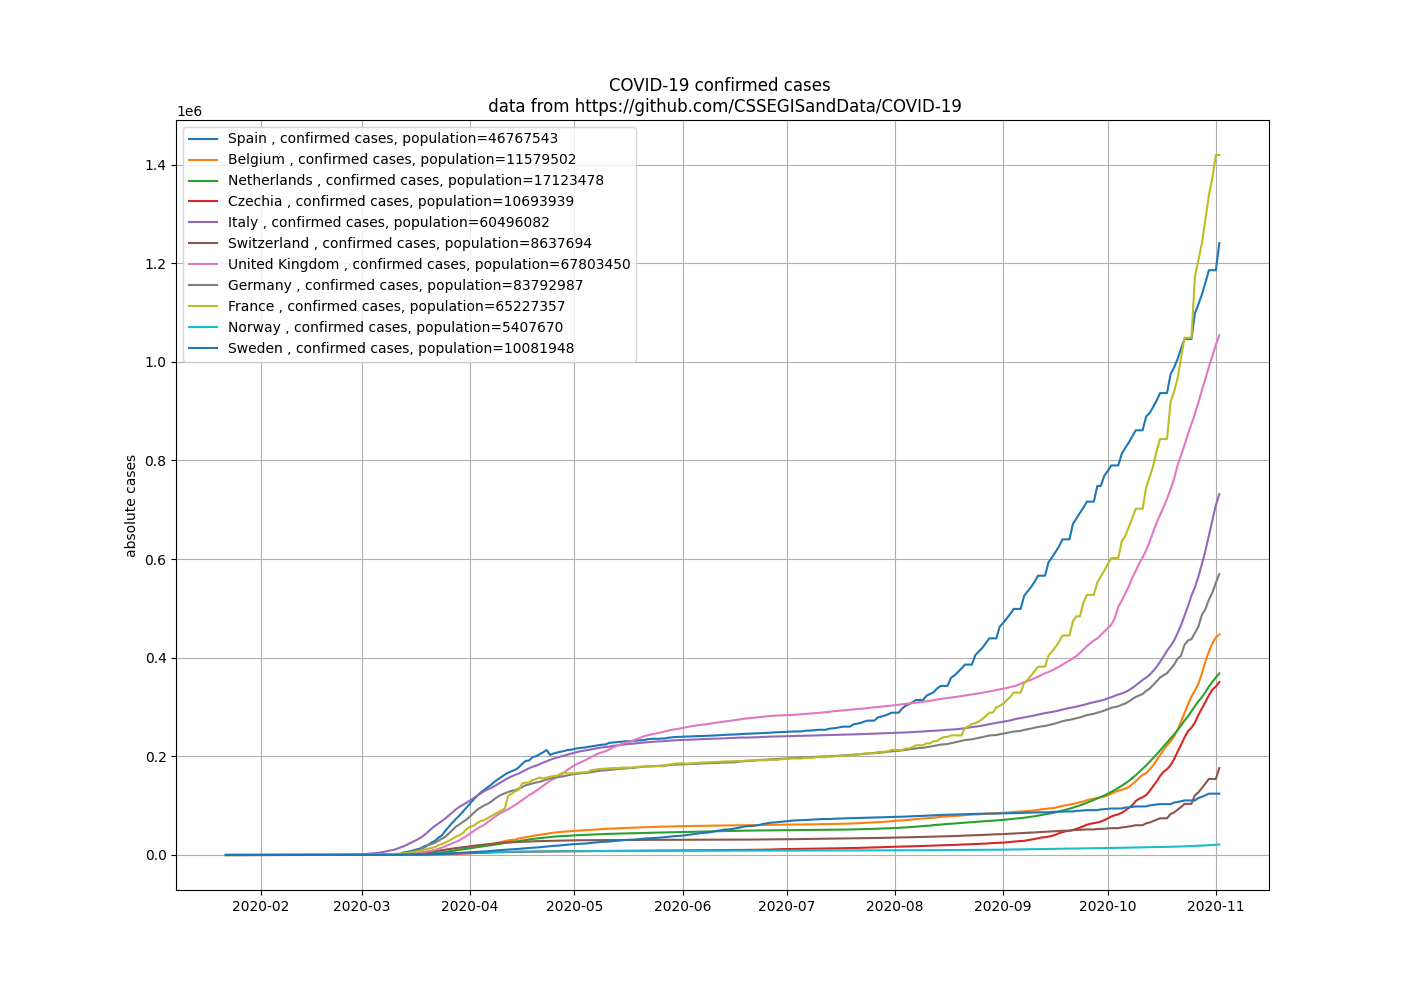 COVID-19 confirmed cases
data from https://github.com/CSSEGISandData/COVID-19
1e6
Spain , confirmed cases, population=46767543
Belgium , confirmed cases, population=11579502
Netherlands , confirmed cases, population=17123478
Czechia , confirmed cases, population=10693939
Italy , confirmed cases, population=60496082
Switzerland , confirmed cases, population=8637694
United Kingdom , confirmed cases, population=67803450
Germany , confirmed cases, population=83792987
France , confirmed cases, population=65227357
Norway , confirmed cases, population=5407670
Sweden , confirmed cases, population=10081948
1.4
1.2
1.0
0.8
0.6
0.4
0.2
0.0
absolute cases
2020-02 2020-03 2020-04 2020-05 2020-06 2020-07 2020-08 2020-09 2020-10 2020-11